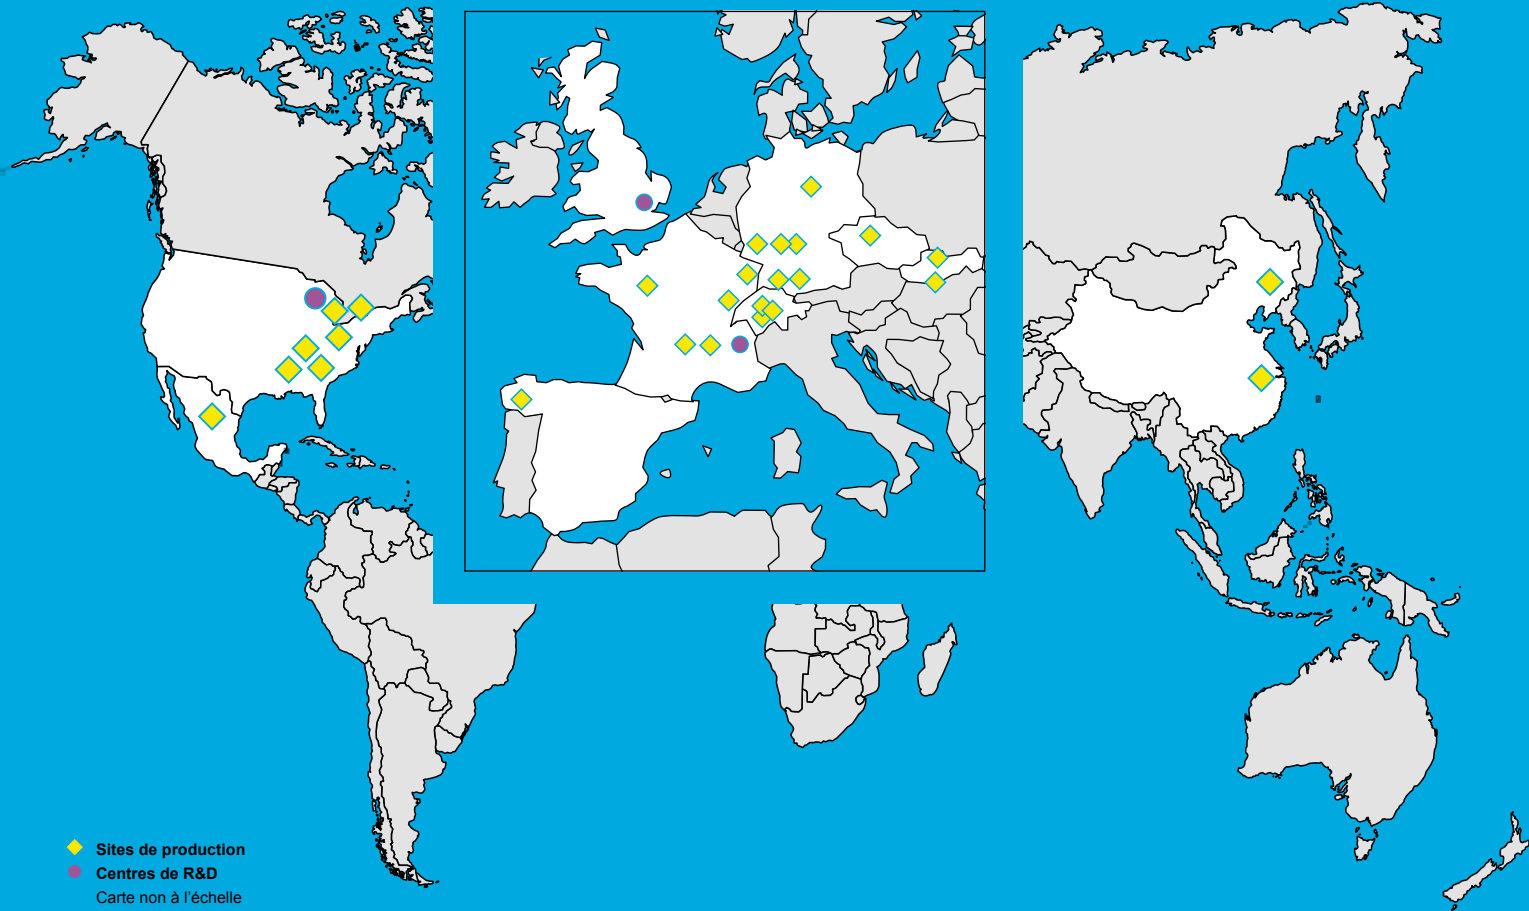 Sites de production
Centres de R&D
Carte non à l’échelle